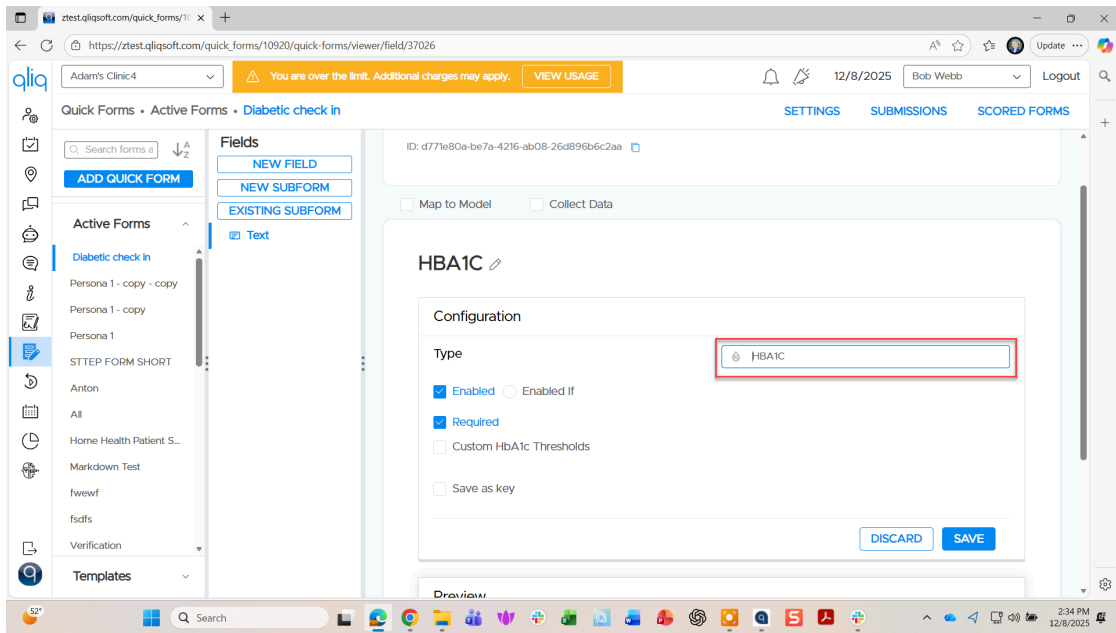 ztest.qliqsoft.com/quick_forms/10
https://ztest.qliqsoft.com/quick_forms/10920/quick-forms/viewer/field/37026
Update
qliq
Adam's Clinic4
You are over the limit. Additional charges may apply.
VIEW USAGE
12/8/2025
Bob Webb
Logout
Quick Forms • Active Forms • Diabetic check in
SETTINGS
SUBMISSIONS
SCORED FORMS
Search forms a
ADD QUICK FORM
Active Forms
Diabetic check in
Persona 1 - copy - copy
Persona 1 - copy
Persona 1
STTEP FORM SHORT
Anton
All
Home Health Patient S...
Markdown Test
fwewf
fsdfs
Verification
Templates
Fields
NEW FIELD
NEW SUBFORM
EXISTING SUBFORM
Text
ID: d771e80a-be7a-4216-ab08-26d896b6c2aa
Map to Model
Collect Data
HBA1C
Configuration
Type
HBA1C
Enabled
Enabled If
Required
Custom HbA1c Thresholds
Save as key
DISCARD
SAVE
Preview
52°
Search
2:34 PM
12/8/2025